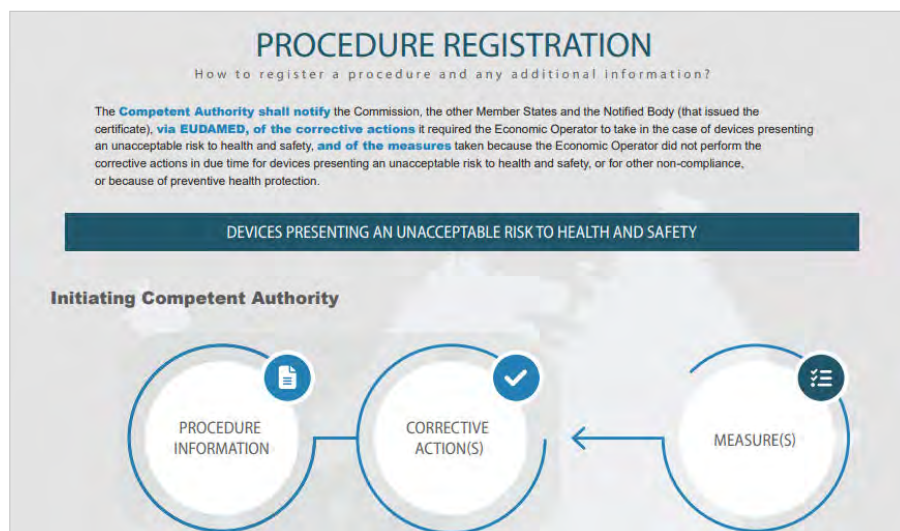 PROCEDURE REGISTRATION
How to register a procedure and any additional information?
The Competent Authority shall notify the Commission, the other Member States and the Notified Body (that issued the
certificate), via EUDAMED, of the corrective actions it required the Economic Operator to take in the case of devices presenting
an unacceptable risk to health and safety, and of the measures taken because the Economic Operator did not perform the
corrective actions in due time for devices presenting an unacceptable risk to health and safety, or for other non-compliance,
or because of preventive health protection.
DEVICES PRESENTING AN UNACCEPTABLE RISK TO HEALTH AND SAFETY
Initiating Competent Authority
PROCEDURE
INFORMATION
CORRECTIVE
ACTION(S)
MEASURE(S)